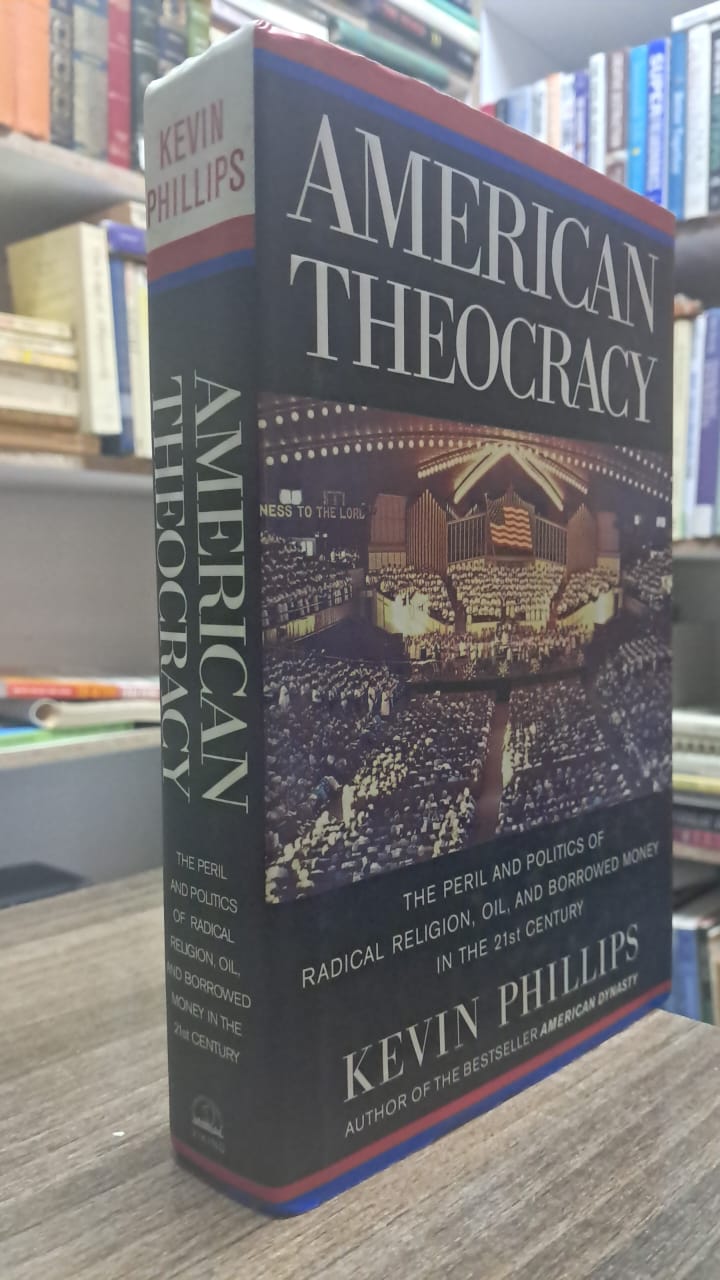 KEVIN
PHILLIPS
AMERICAN
THEOCRACY
THE PERIL
AND POLITICS
OF RADICAL
RELIGION, OIL,
AND BORROWED
MONEY IN THE
21st CENTURY
VIKING
AMERICAN
THEOCRACY
NESS TO THE LORD
THE PERIL AND POLITICS OF
RADICAL RELIGION, OIL, AND BORROWED MONEY
IN THE 21st CENTURY
KEVIN PHILLIPS
AUTHOR OF THE BESTSELLER AMERICAN DYNASTY
SUPER